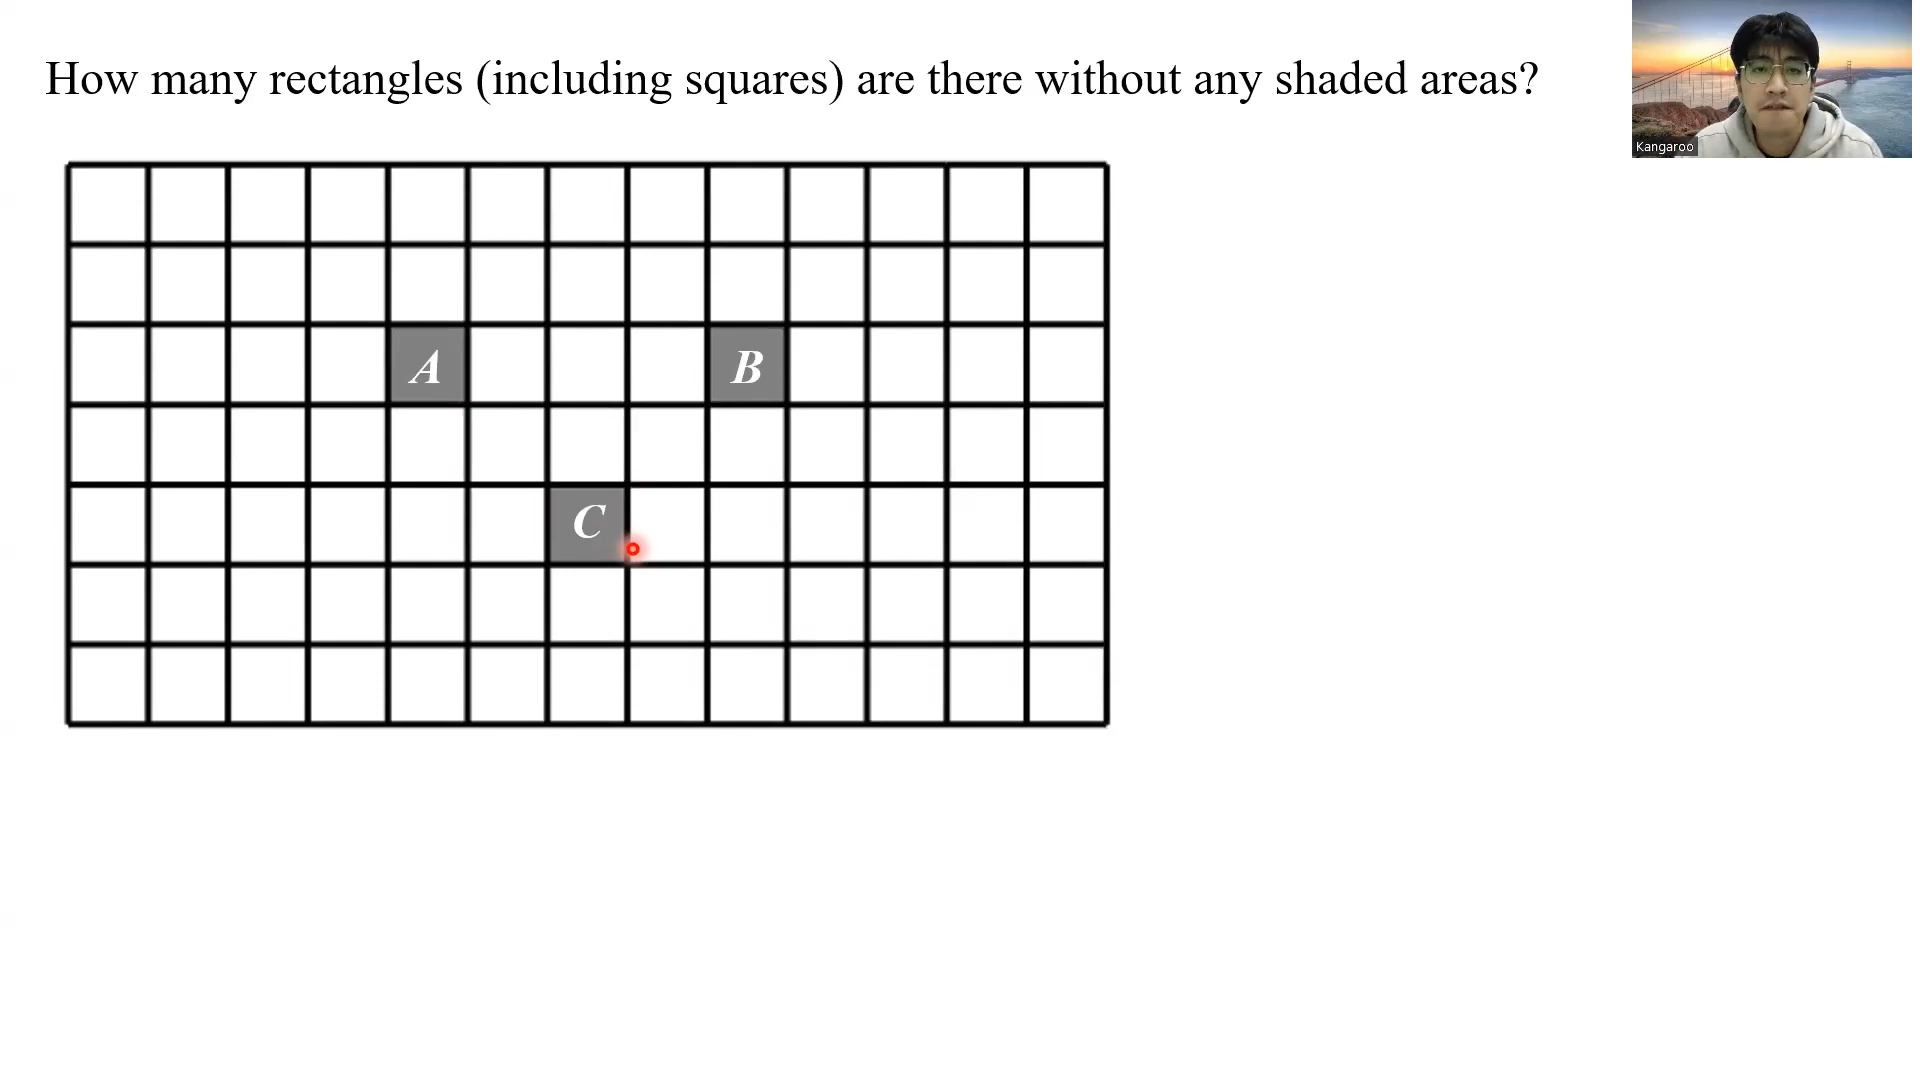 How many rectangles (including squares) are there without any shaded areas?
Kangaroo
A
B
C